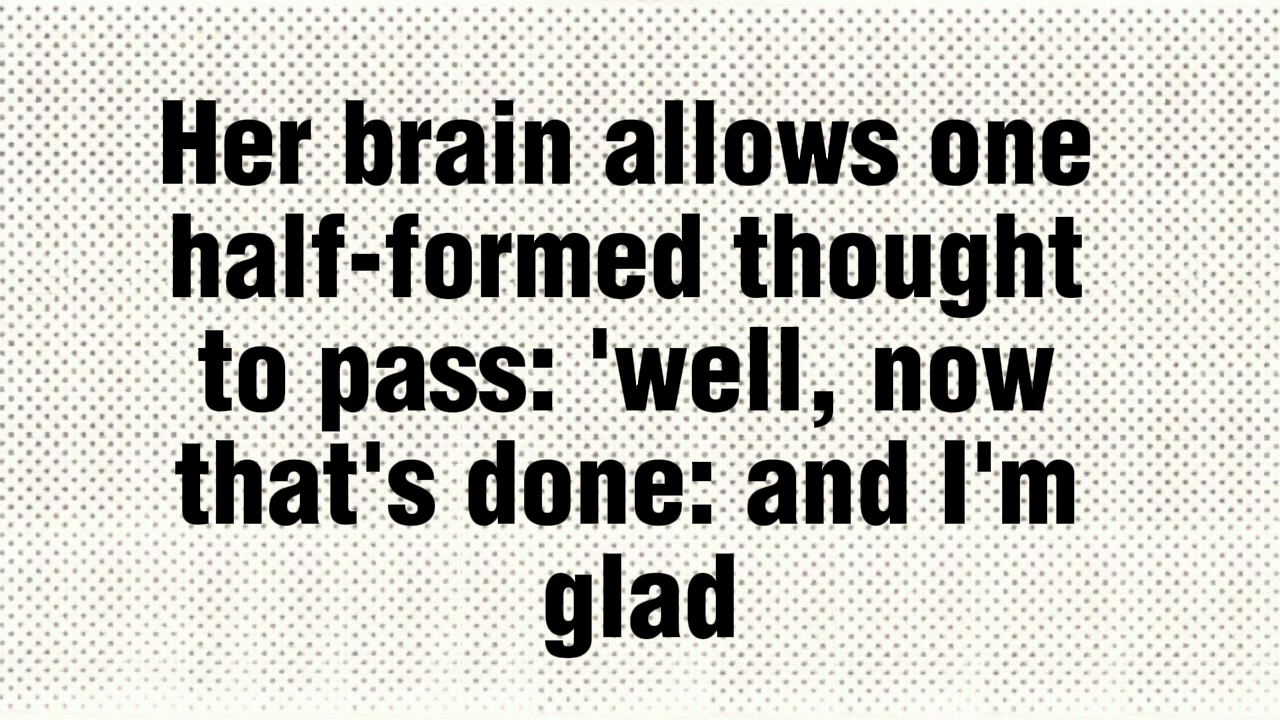 Her brain allows one
half-formed thought
to pass: 'well, now
that's done: and I'm
glad